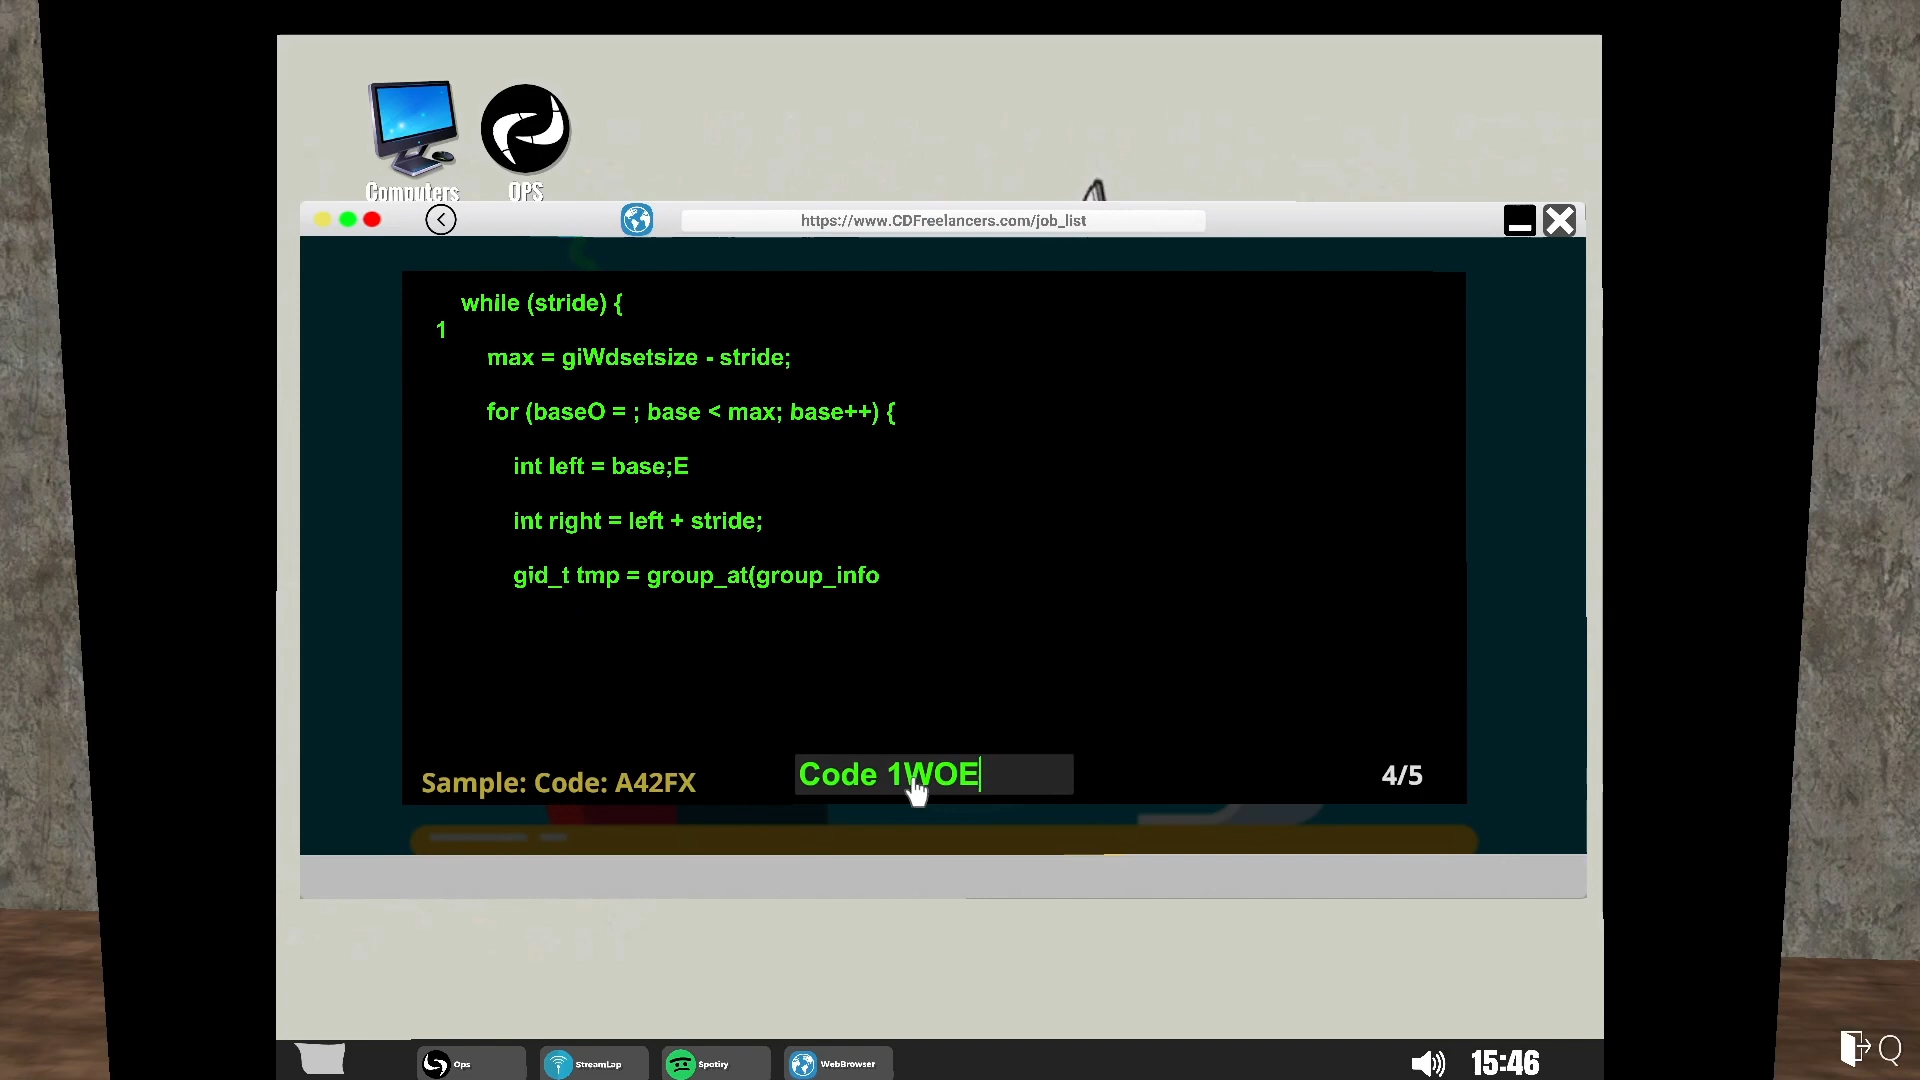 Computers
OPS
https://www.CDFreelancers.com/job_list
while (stride) {
1
max = giWdsetsize - stride;
for (baseO = ; base < max; base++) {
int left = base;E
int right = left + stride;
gid_t tmp = group_at(group_info
Sample: Code: A42FX
Code 1WOE
4/5
Ops
StreamLap
Spotiry
WebBrowser
15:46
Q